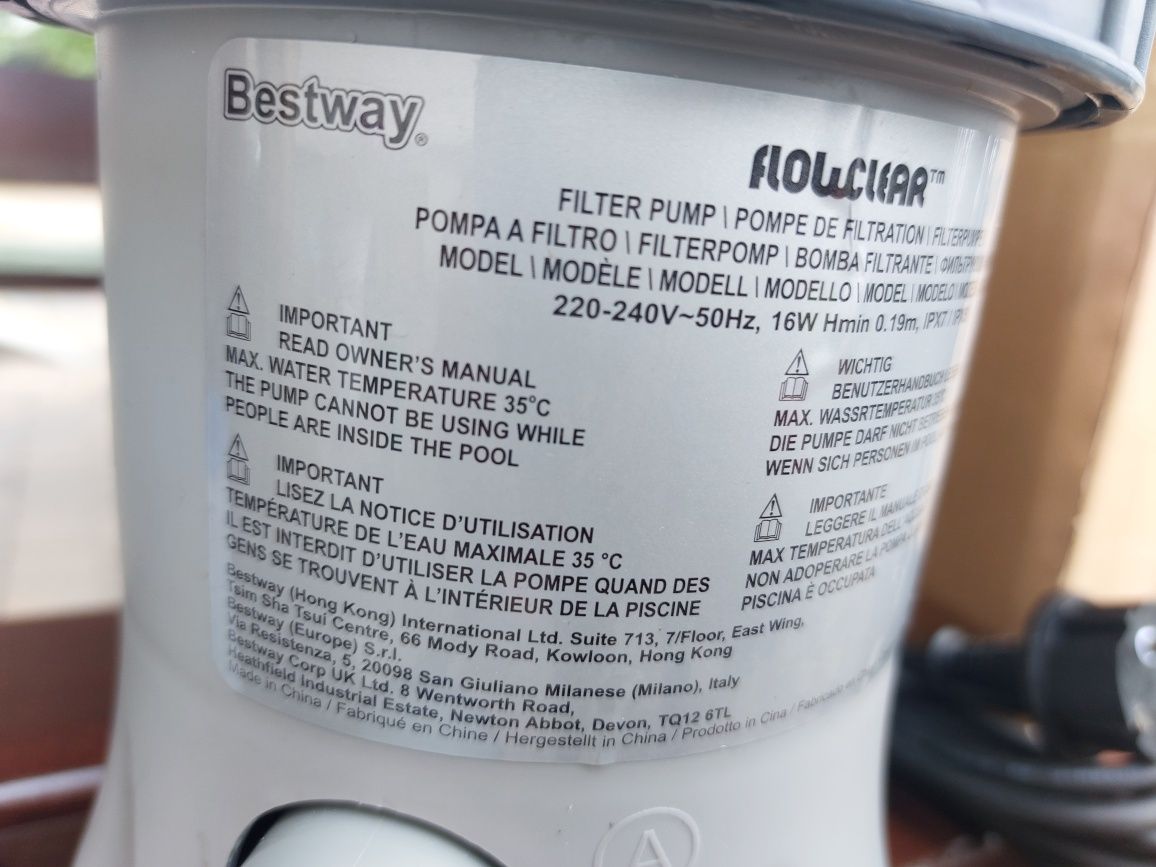 Bestway®
FLOWCLEAR™
FILTER PUMP \ POMPE DE FILTRATION \
POMPA A FILTRO \ FILTERPOMP \ BOMBA FILTRANTE \
MODEL \ MODÈLE \ MODELL \ MODELLO \ MODEL \ MODELO \
220-240V~50Hz, 16W Hmin 0.19m, IPX7 /
IMPORTANT
READ OWNER'S MANUAL
MAX. WATER TEMPERATURE 35°C
THE PUMP CANNOT BE USING WHILE
PEOPLE ARE INSIDE THE POOL
IMPORTANT
LISEZ LA NOTICE D'UTILISATION
TEMPÉRATURE DE L'EAU MAXIMALE 35 °C
IL EST INTERDIT D'UTILISER LA POMPE QUAND DES
GENS SE TROUVENT À L'INTÉRIEUR DE LA PISCINE
WICHTIG
BENUTZERHANDBUCH
MAX. WASSRTEMPERATUR 35°C
DIE PUMPE DARF NICHT
WENN SICH PERSONEN IM
IMPORTANTE
LEGGERE IL MANUALE
MAX TEMPERATURA DELL'
NON ADOPERARE LA POMPA
PISCINA È OCCUPATA
Bestway (Hong Kong) International Ltd. Suite 713, 7/Floor, East Wing,
Tsim Sha Tsui Centre, 66 Mody Road, Kowloon, Hong Kong
Bestway (Europe) S.r.l.
Via Resistenza, 5, 20098 San Giuliano Milanese (Milano), Italy
Bestway Corp UK Ltd. 8 Wentworth Road,
Heathfield Industrial Estate, Newton Abbot, Devon, TQ12 6TL
Made in China / Fabriqué en Chine / Hergestellt in China / Prodotto in Cina / Fabricado en
A